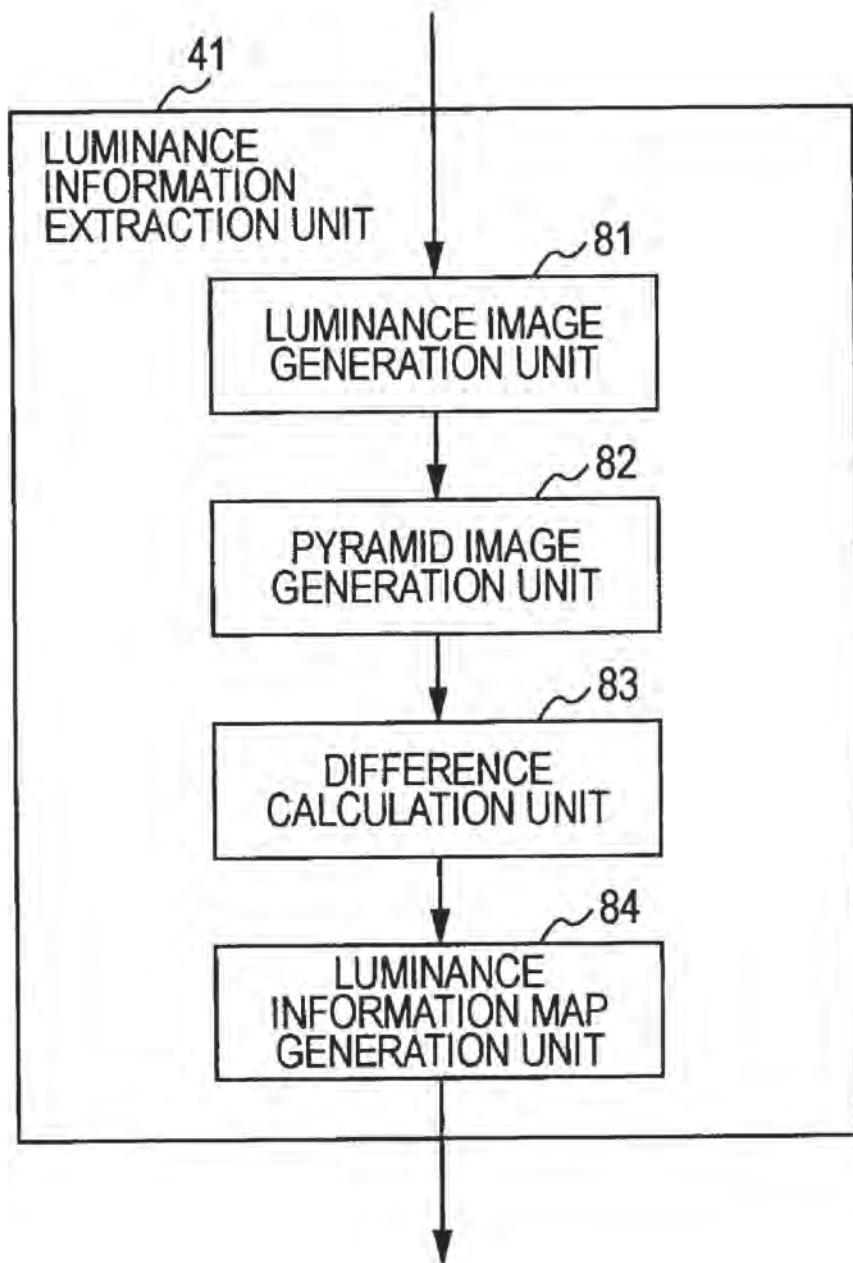 41
LUMINANCE
INFORMATION
EXTRACTION UNIT
81
LUMINANCE IMAGE
GENERATION UNIT
82
PYRAMID IMAGE
GENERATION UNIT
83
DIFFERENCE
CALCULATION UNIT
84
LUMINANCE
INFORMATION MAP
GENERATION UNIT